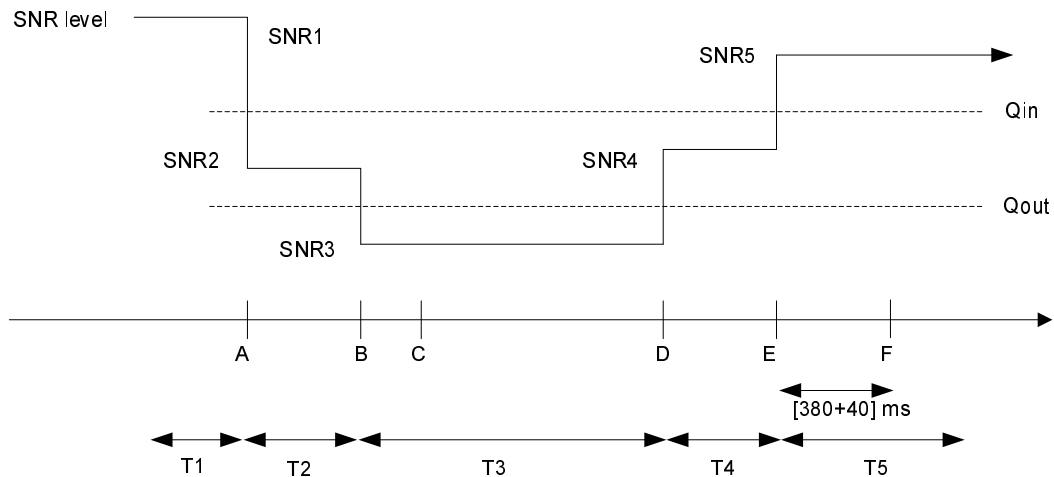 SNR level
SNR1
SNR5
Qin
SNR2
SNR4
Qout
SNR3
A B C D E F
[380+40] ms
T1 T2 T3 T4 T5